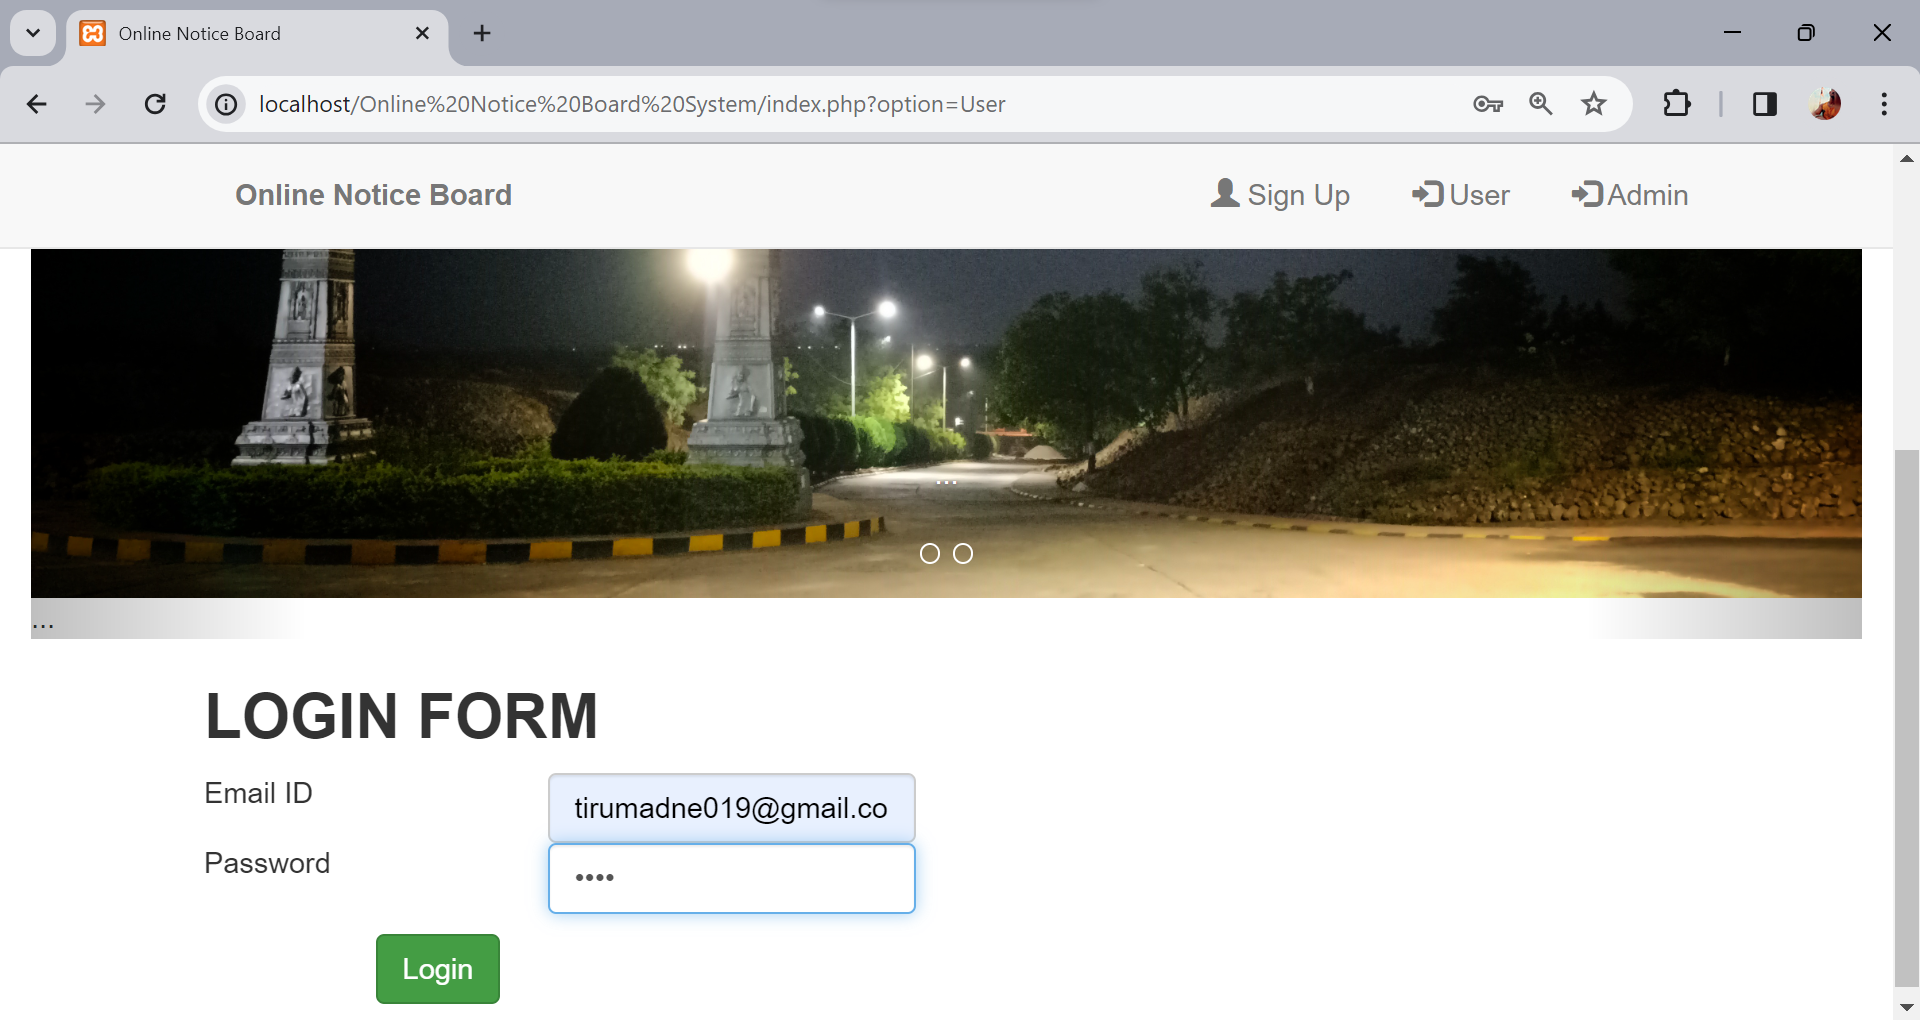 Online Notice Board
localhost/Online%20Notice%20Board%20System/index.php?option=User
Online Notice Board
Sign Up
User
Admin
...
...
LOGIN FORM
Email ID
tirumadne019@gmail.co
Password
••••
Login